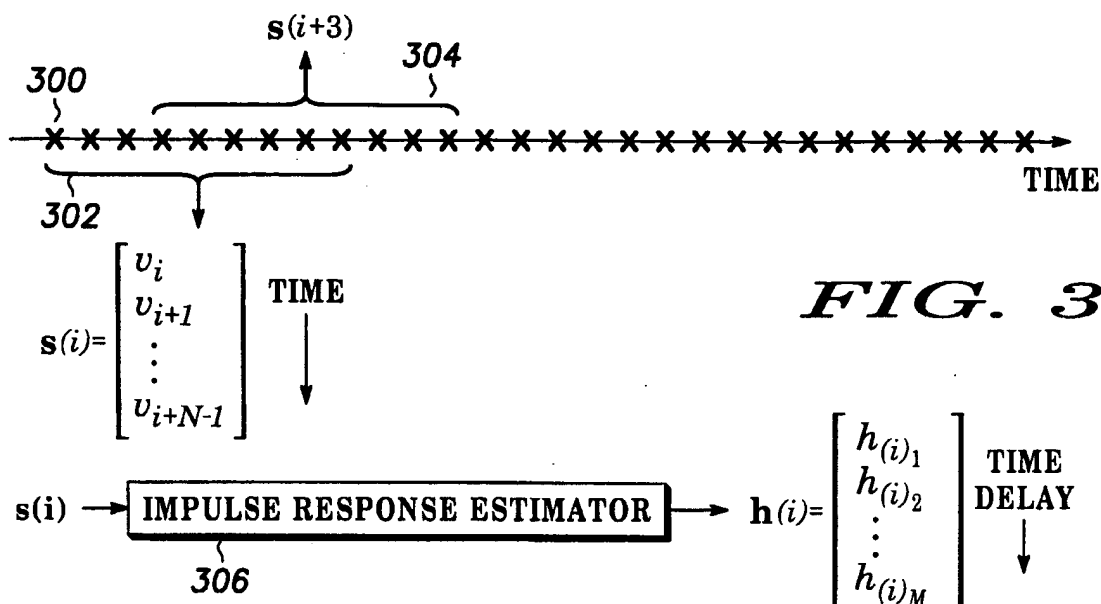 s(i+3)
300
304
TIME
302
s(i)=
v_i
v_{i+1}
⋮
v_{i+N-1}
TIME
FIG. 3
s(i)
IMPULSE RESPONSE ESTIMATOR
306
h(i)=
h_{(i)_1}
h_{(i)_2}
⋮
h_{(i)_M}
TIME
DELAY